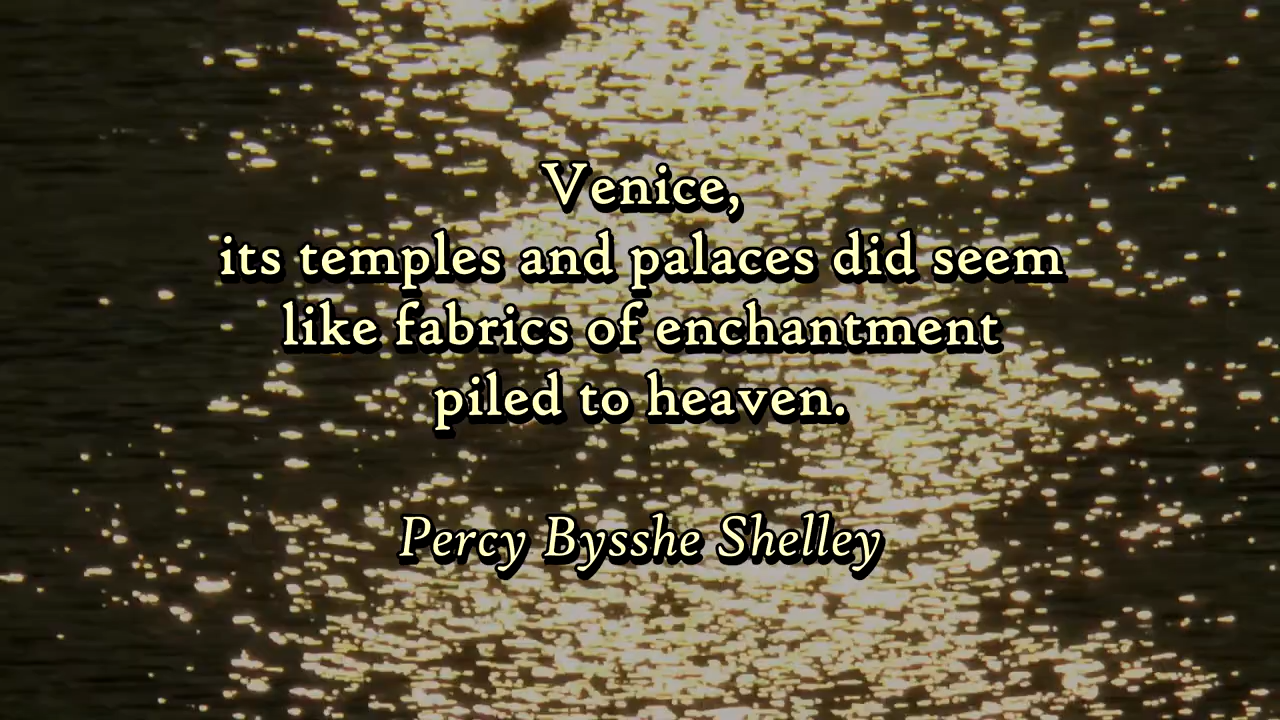 Venice,
its temples and palaces did seem
like fabrics of enchantment
piled to heaven.
Percy Bysshe Shelley